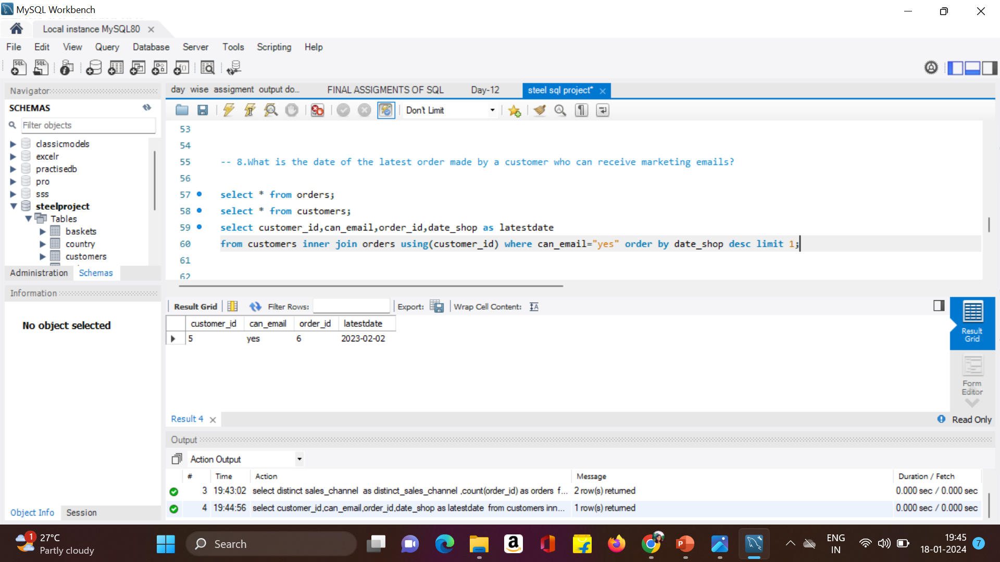 MySQL Workbench
Local instance MySQL80
File Edit View Query Database Server Tools Scripting Help
Navigator
SCHEMAS
Filter objects
classicmodels
excelr
practisedb
pro
sss
steelproject
Tables
baskets
country
customers
Administration Schemas
Information
No object selected
Object Info Session
day wise assigment output do... FINAL ASSIGMENTS OF SQL Day-12 steel sql project*
Don't Limit
53
54
55 -- 8.What is the date of the latest order made by a customer who can receive marketing emails?
56
57 select * from orders;
58 select * from customers;
59 select customer_id,can_email,order_id,date_shop as latestdate
60 from customers inner join orders using(customer_id) where can_email="yes" order by date_shop desc limit 1;
61
62
Result Grid Filter Rows: Export: Wrap Cell Content:
customer_id can_email order_id latestdate
5 yes 6 2023-02-02
Result Grid
Form Editor
Result 4
Read Only
Output
Action Output
# Time Action Message Duration / Fetch
3 19:43:02 select distinct sales_channel as distinct_sales_channel ,count(order_id) as orders f... 2 row(s) returned 0.000 sec / 0.000 sec
4 19:44:56 select customer_id,can_email,order_id,date_shop as latestdate from customers inn... 1 row(s) returned 0.000 sec / 0.000 sec
1 27°C
Partly cloudy
Search
ENG
IN
19:45
18-01-2024
7